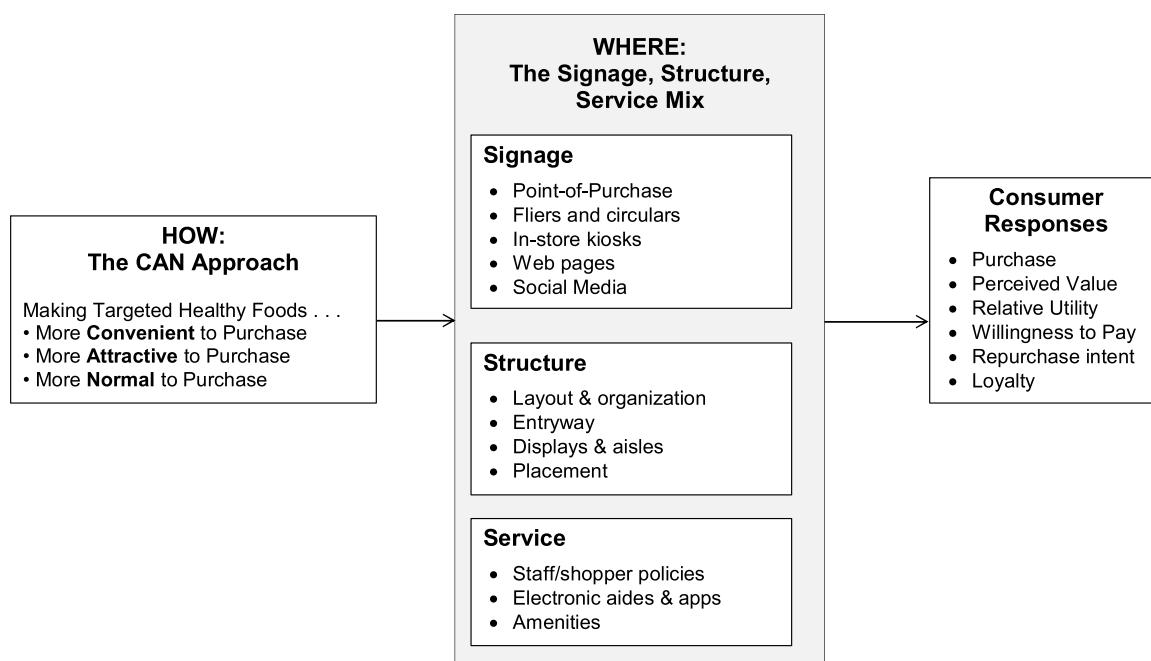 HOW:
The CAN Approach
Making Targeted Healthy Foods . . .
• More Convenient to Purchase
• More Attractive to Purchase
• More Normal to Purchase
WHERE:
The Signage, Structure,
Service Mix
Signage
• Point-of-Purchase
• Fliers and circulars
• In-store kiosks
• Web pages
• Social Media
Structure
• Layout & organization
• Entryway
• Displays & aisles
• Placement
Service
• Staff/shopper policies
• Electronic aides & apps
• Amenities
Consumer
Responses
• Purchase
• Perceived Value
• Relative Utility
• Willingness to Pay
• Repurchase intent
• Loyalty